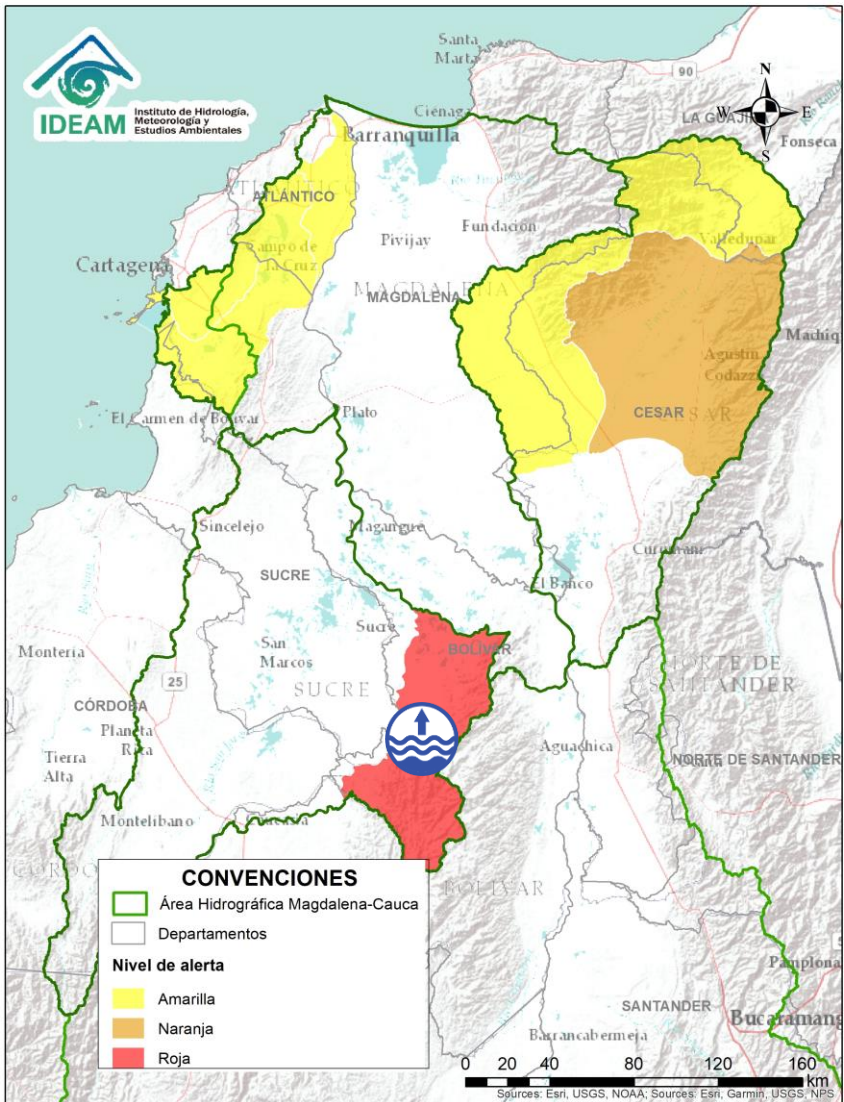 IDEAM
Instituto de Hidrología,
Meteorología y
Estudios Ambientales
Santa
Marta
90
N
W
E
S
LA GUAJIR
Fonseca
Ciénaga
Barranquilla
ATLÁNTICO
Fundación
Pivijay
Valledupar
Campo de
la Cruz
Cartagena
MAGDALENA
MAGDALENA
Agustín
Codazzi
CESAR
CESAR
El Carmen de Bolívar
Plato
Sincelejo
Magangué
Curumaní
SUCRE
El Banco
Sucre
BOLÍVAR
Montería
San
Marcos
25
SUCRE
NORTE DE
SANTANDER
CÓRDOBA
Planeta
Rica
Aguachica
Tierra
Alta
NORTE DE SANTANDER
Montelíbano
BOLÍVAR
CONVENCIONES
Área Hidrográfica Magdalena-Cauca
Departamentos
Nivel de alerta
Amarilla
Naranja
Roja
Pamplona
SANTANDER
Bucaramang
Barrancabermeja
0 20 40 80 120 160
km
Sources: Esri, USGS, NOAA; Sources: Esri, Garmin, USGS, NPS